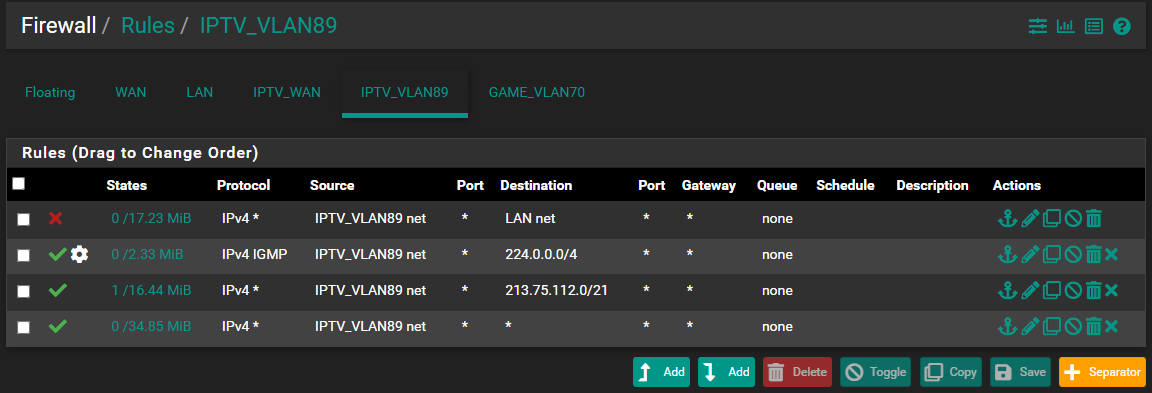 Firewall / Rules / IPTV_VLAN89
Floating WAN LAN IPTV_WAN IPTV_VLAN89 GAME_VLAN70
Rules (Drag to Change Order)
States Protocol Source Port Destination Port Gateway Queue Schedule Description Actions
0 /17.23 MiB IPv4 * IPTV_VLAN89 net * LAN net * * none
0 /2.33 MiB IPv4 IGMP IPTV_VLAN89 net * 224.0.0.0/4 * * none
1 /16.44 MiB IPv4 * IPTV_VLAN89 net * 213.75.112.0/21 * * none
0 /34.85 MiB IPv4 * IPTV_VLAN89 net * * * * none
Add Add Delete Toggle Copy Save Separator